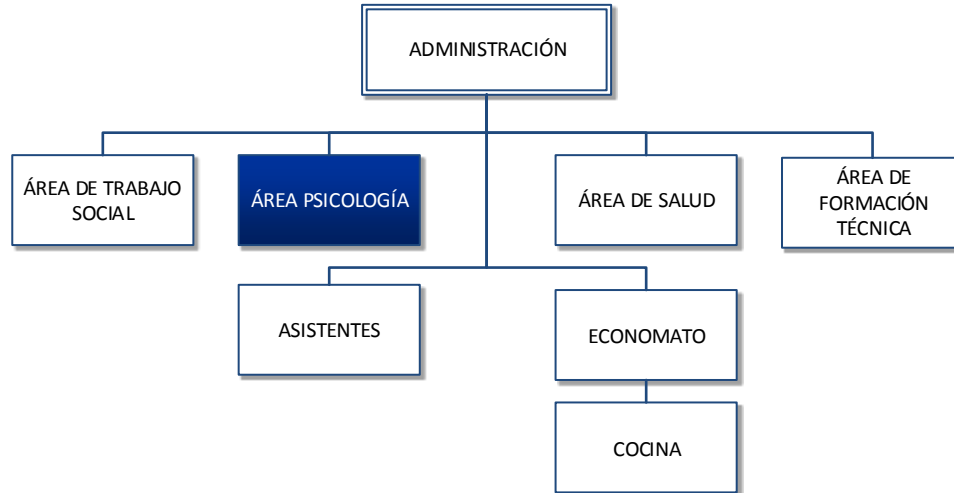 ADMINISTRACIÓN
ÁREA DE TRABAJO
SOCIAL
ÁREA PSICOLOGÍA
ÁREA DE SALUD
ÁREA DE
FORMACIÓN
TÉCNICA
ASISTENTES
ECONOMATO
COCINA